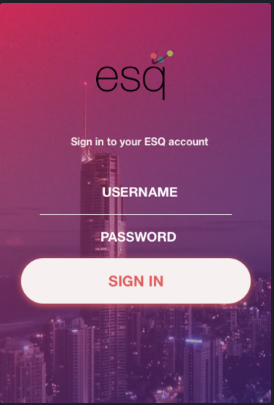 esq
Sign in to your ESQ account
USERNAME
PASSWORD
SIGN IN